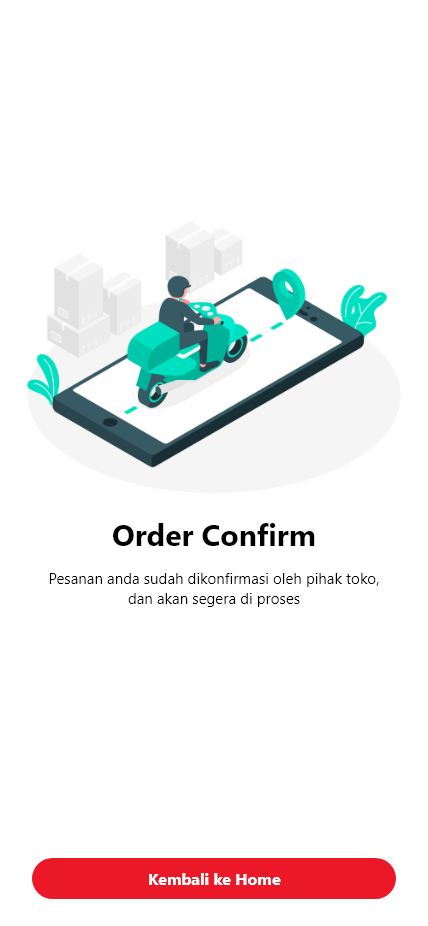 Order Confirm
Pesanan anda sudah dikonfirmasi oleh pihak toko,
dan akan segera di proses
Kembali ke Home